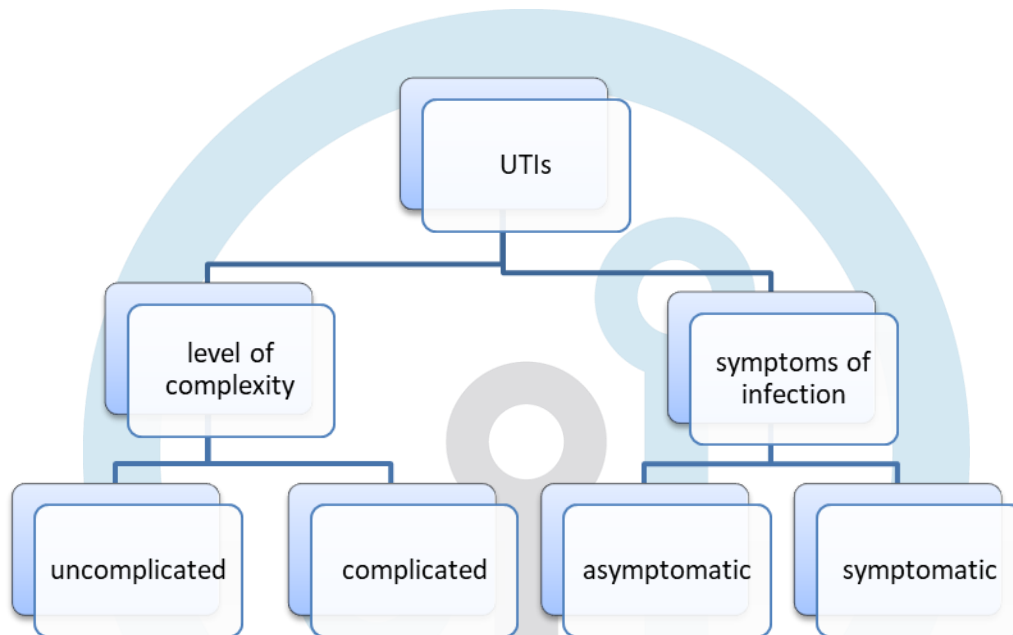 UTIs
level of
complexity
symptoms of
infection
uncomplicated
complicated
asymptomatic
symptomatic